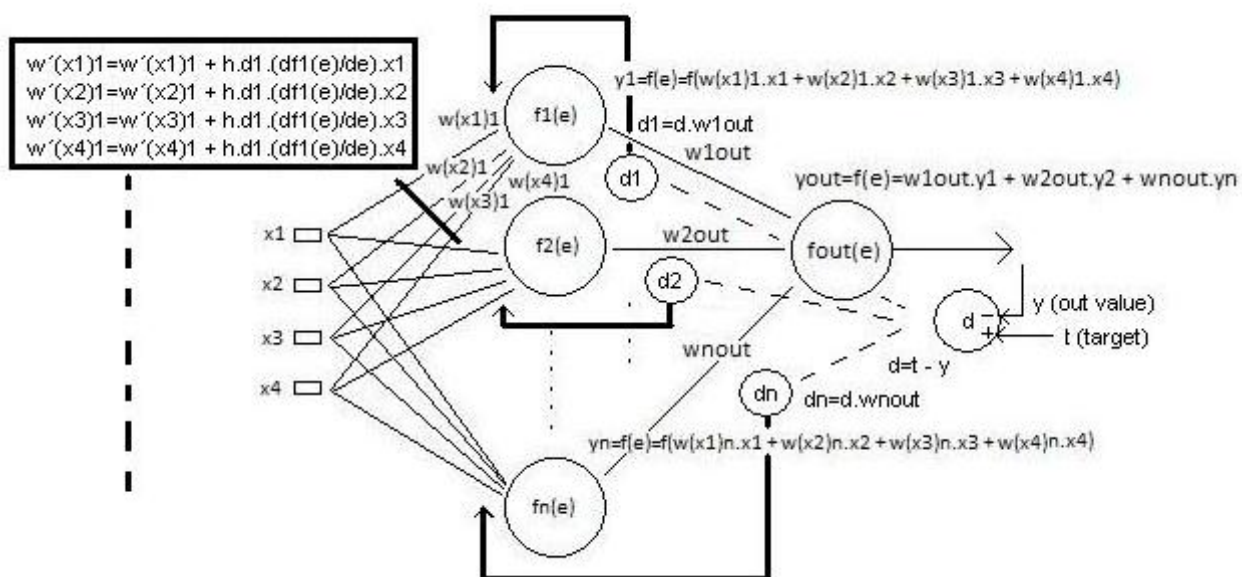 w´(x1)1=w´(x1)1 + h.d1.(df1(e)/de).x1
w´(x2)1=w´(x2)1 + h.d1.(df1(e)/de).x2
w´(x3)1=w´(x3)1 + h.d1.(df1(e)/de).x3
w´(x4)1=w´(x4)1 + h.d1.(df1(e)/de).x4
y1=f(e)=f(w(x1)1.x1 + w(x2)1.x2 + w(x3)1.x3 + w(x4)1.x4)
w(x1)1
f1(e)
d1=d.w1out
w1out
w(x2)1
w(x4)1
d1
w(x3)1
yout=f(e)=w1out.y1 + w2out.y2 + wnout.yn
x1
f2(e)
w2out
fout(e)
x2
d2
y (out value)
d
-
+
x3
wnout
t (target)
d=t - y
x4
dn
dn=d.wnout
yn=f(e)=f(w(x1)n.x1 + w(x2)n.x2 + w(x3)n.x3 + w(x4)n.x4)
fn(e)